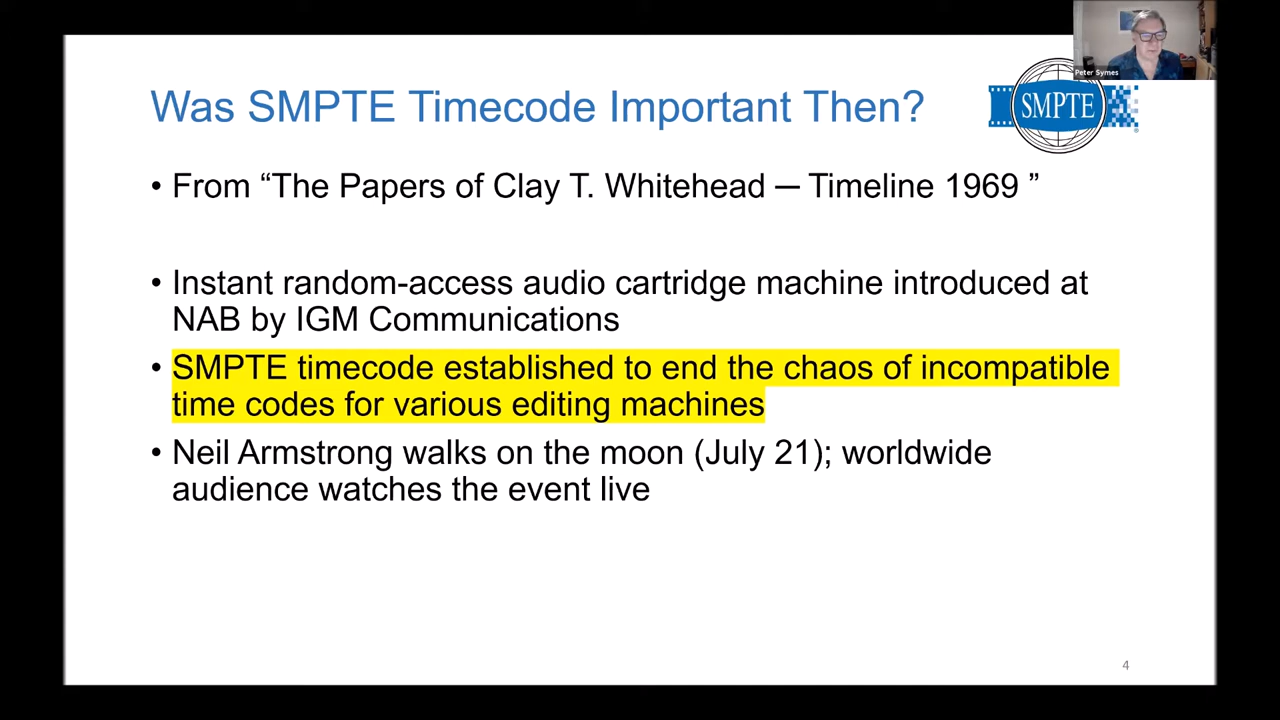 Peter Symes
Was SMPTE Timecode Important Then?
SMPTE
• From “The Papers of Clay T. Whitehead ─ Timeline 1969 ”
• Instant random-access audio cartridge machine introduced at
NAB by IGM Communications
• SMPTE timecode established to end the chaos of incompatible
time codes for various editing machines
• Neil Armstrong walks on the moon (July 21); worldwide
audience watches the event live
4